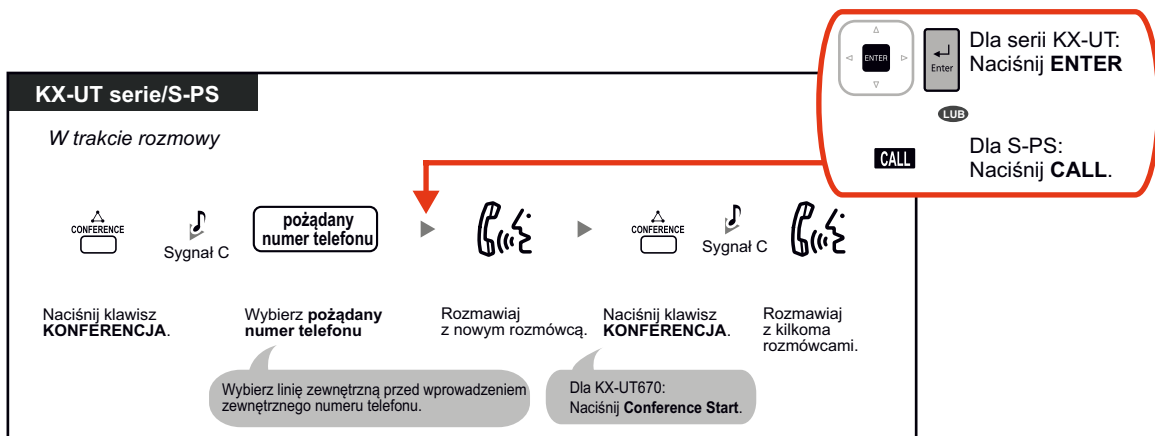 ENTER
Enter
Dla serii KX-UT:
Naciśnij ENTER
LUB
CALL
Dla S-PS:
Naciśnij CALL.
KX-UT serie/S-PS
W trakcie rozmowy
CONFERENCE
Sygnał C
pożądany
numer telefonu
CONFERENCE
Sygnał C
Naciśnij klawisz
KONFERENCJA.
Wybierz pożądany
numer telefonu
Rozmawiaj
z nowym rozmówcą.
Naciśnij klawisz
KONFERENCJA.
Rozmawiaj
z kilkoma
rozmówcami.
Wybierz linię zewnętrzną przed wprowadzeniem
zewnętrznego numeru telefonu.
Dla KX-UT670:
Naciśnij Conference Start.